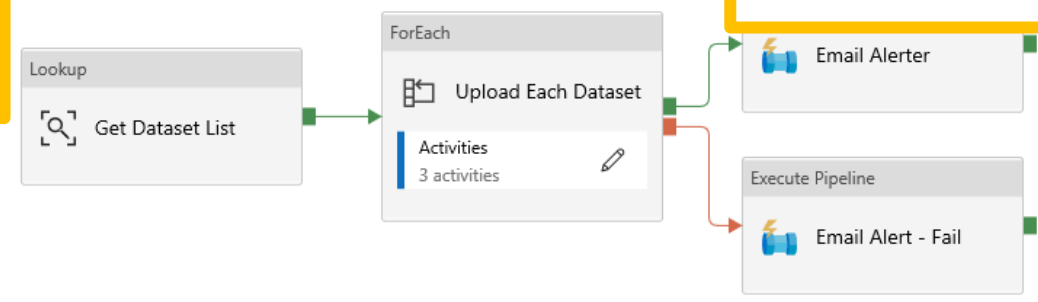 Lookup
Get Dataset List
ForEach
Upload Each Dataset
Activities
3 activities
Email Alerter
Execute Pipeline
Email Alert - Fail